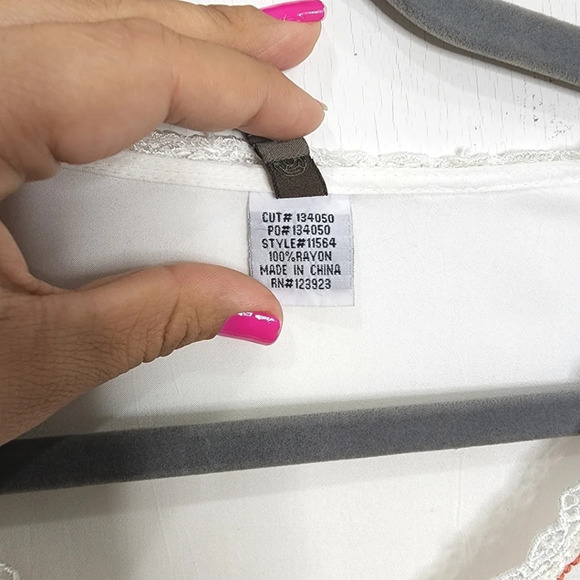 CUT# 134050
PO#134050
STYLE#11564
100%RAYON
MADE IN CHINA
RN#123923